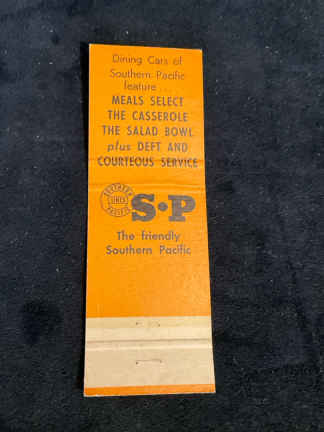 Dining Cars of
Southern Pacific
feature...
MEALS SELECT
THE CASSEROLE
THE SALAD BOWL
plus DEFT AND
COURTEOUS SERVICE
SOUTHERN
LINES
PACIFIC
S•P
The friendly
Southern Pacific